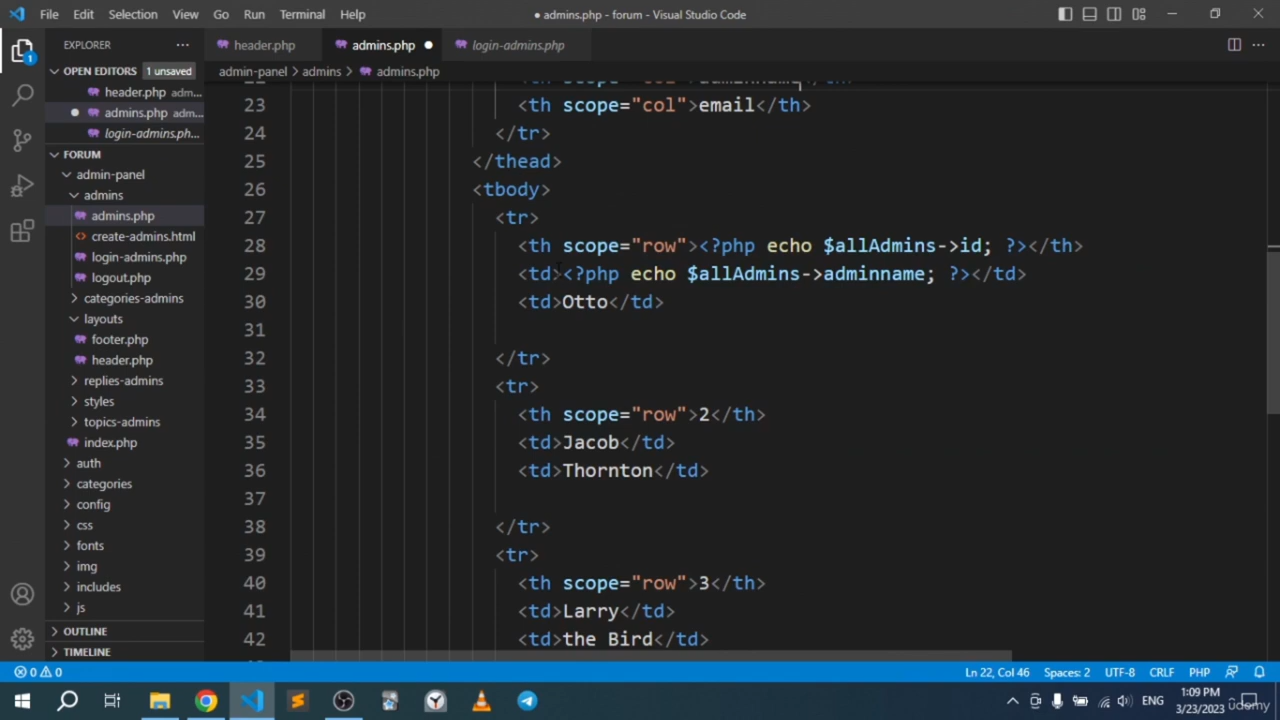 File Edit Selection View Go Run Terminal Help
● admins.php - forum - Visual Studio Code
EXPLORER
header.php
admins.php
login-admins.php
OPEN EDITORS 1 unsaved
admin-panel > admins > admins.php
header.php adm...
admins.php adm...
login-admins.ph...
FORUM
admin-panel
admins
admins.php
create-admins.html
login-admins.php
logout.php
categories-admins
layouts
footer.php
header.php
replies-admins
styles
topics-admins
index.php
auth
categories
config
css
fonts
img
includes
js
OUTLINE
TIMELINE
23 <th scope="col">email</th>
24 </tr>
25 </thead>
26 <tbody>
27 <tr>
28 <th scope="row"><?php echo $allAdmins->id; ?></th>
29 <td><?php echo $allAdmins->adminname; ?></td>
30 <td>Otto</td>
31
32 </tr>
33 <tr>
34 <th scope="row">2</th>
35 <td>Jacob</td>
36 <td>Thornton</td>
37
38 </tr>
39 <tr>
40 <th scope="row">3</th>
41 <td>Larry</td>
42 <td>the Bird</td>
0 0
Ln 22, Col 46 Spaces: 2 UTF-8 CRLF PHP
ENG
1:09 PM
3/23/2023
udemy